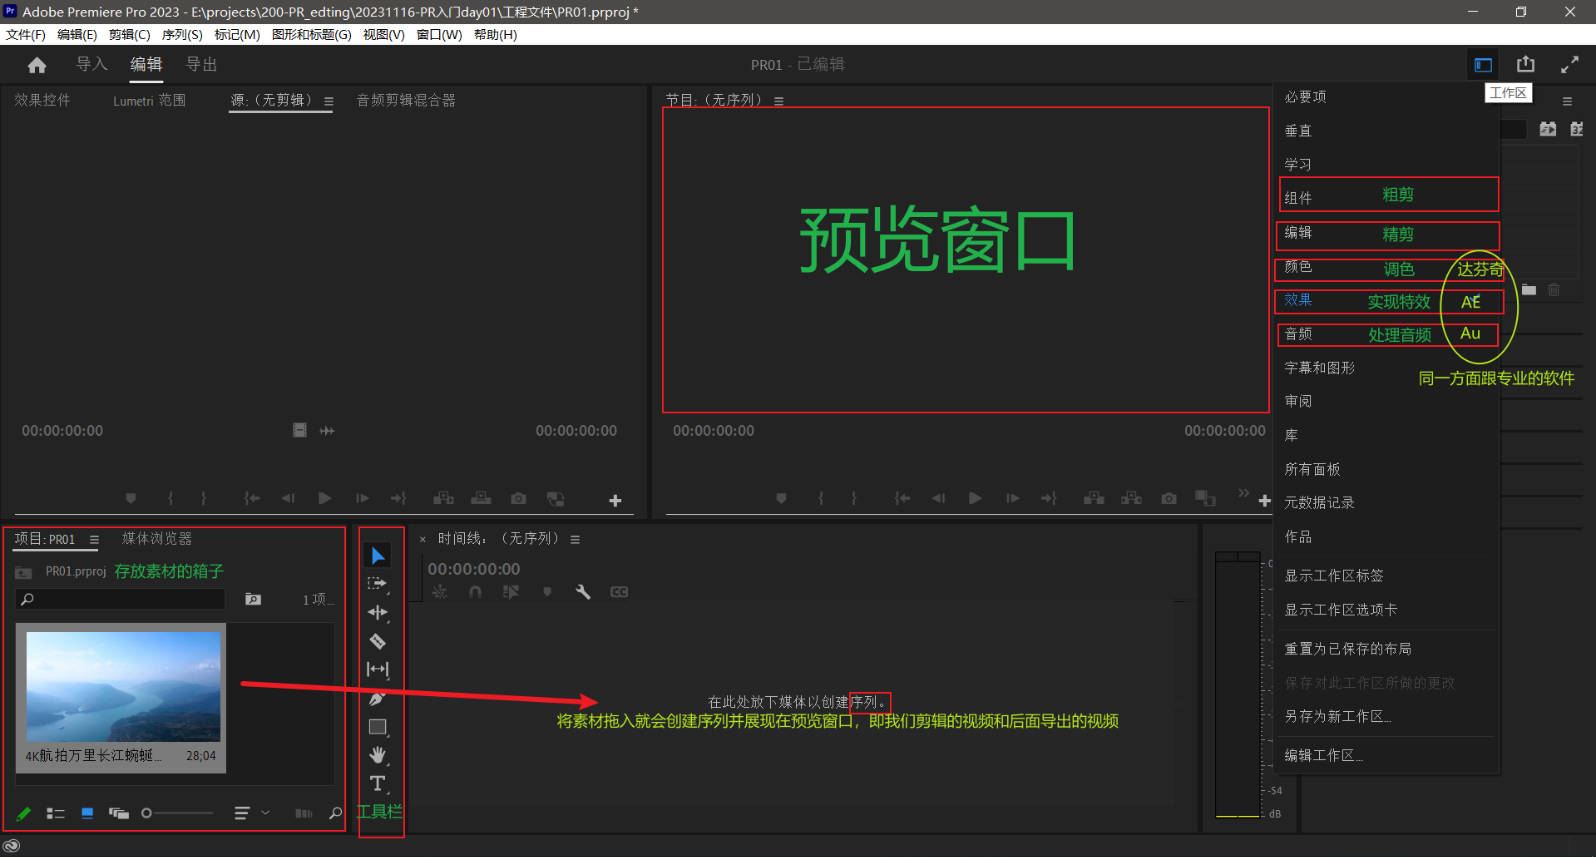 Pr Adobe Premiere Pro 2023 - E:\projects\200-PR_edting\20231116-PR入门day01\工程文件\PR01.prproj *
文件(F) 编辑(E) 剪辑(C) 序列(S) 标记(M) 图形和标题(G) 视图(V) 窗口(W) 帮助(H)
导入 编辑 导出
PR01 - 已编辑
工作区
效果控件 Lumetri 范围 源:（无剪辑） 音频剪辑混合器
节目:（无序列）
预览窗口
00:00:00:00 00:00:00:00
00:00:00:00 00:00:00:00
必要项
垂直
学习
组件 粗剪
编辑 精剪
颜色 调色 达芬奇
效果 实现特效 AE
音频 处理音频 Au
字幕和图形
同一方面跟专业的软件
审阅
库
所有面板
元数据记录
作品
显示工作区标签
显示工作区选项卡
重置为已保存的布局
保存对此工作区所做的更改
另存为新工作区...
编辑工作区...
项目: PR01 媒体浏览器
PR01.prproj 存放素材的箱子
1 项...
4K航拍万里长江蜿蜒... 28;04
T
工具栏
× 时间线: （无序列）
00:00:00:00
CC
在此处放下媒体以创建序列。
将素材拖入就会创建序列并展现在预览窗口，即我们剪辑的视频和后面导出的视频
0
-54
dB